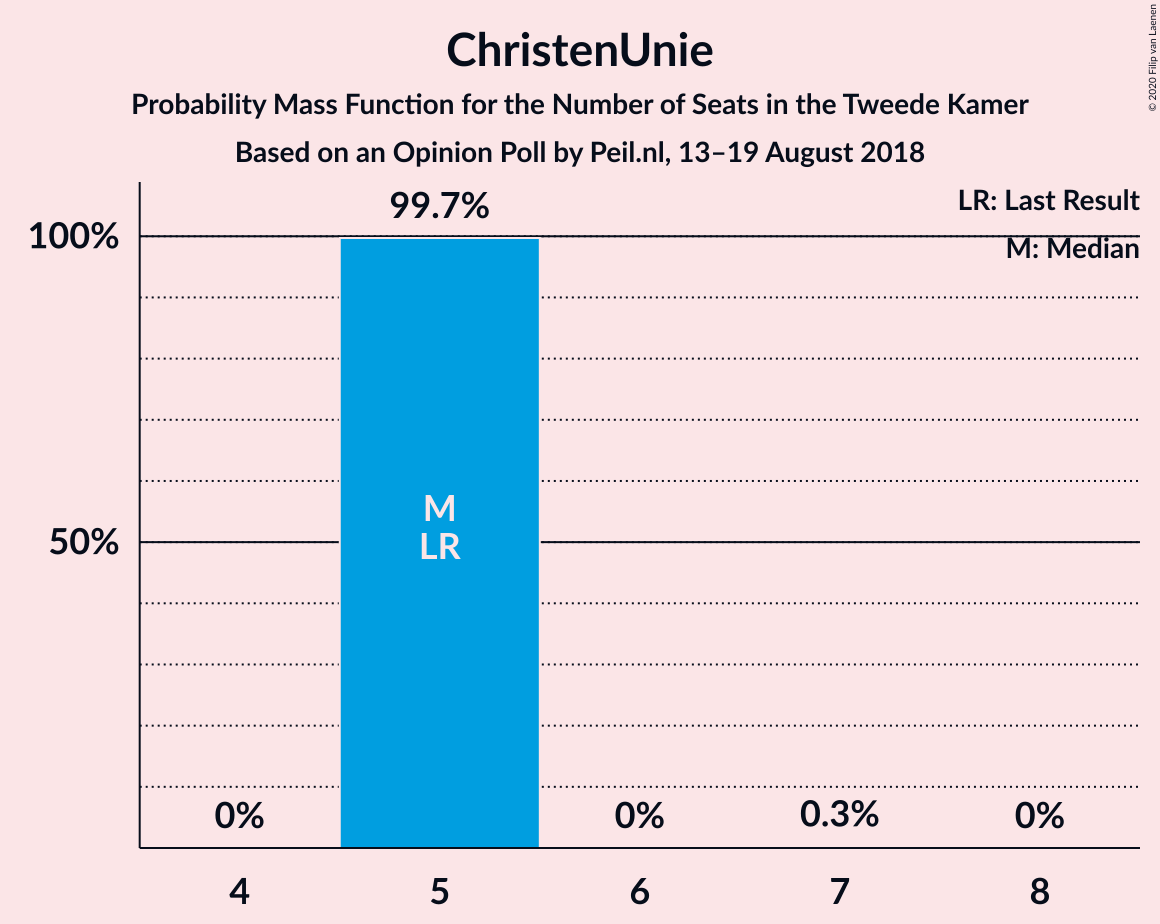 ChristenUnie
Probability Mass Function for the Number of Seats in the Tweede Kamer
Based on an Opinion Poll by Peil.nl, 13–19 August 2018
© 2020 Filip van Laenen
LR: Last Result
M: Median
99.7%
100%
50%
M
LR
0%
0%
0.3%
0%
4
5
6
7
8